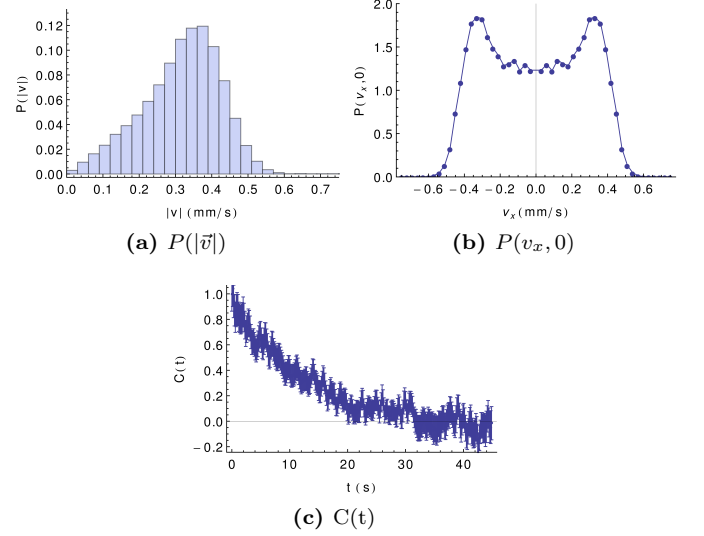 0.12
0.10
0.08
0.06
0.04
0.02
0.00
P(|v|)
0.0 0.1 0.2 0.3 0.4 0.5 0.6 0.7
|v| (mm/s)
(a) P(|v⃗|)
2.0
1.5
1.0
0.5
0.0
P(vₓ,0)
−0.6 −0.4 −0.2 0.0 0.2 0.4 0.6
vₓ(mm/s)
(b) P(vₓ, 0)
1.0
0.8
0.6
0.4
0.2
0.0
−0.2
C(t)
0 10 20 30 40
t(s)
(c) C(t)